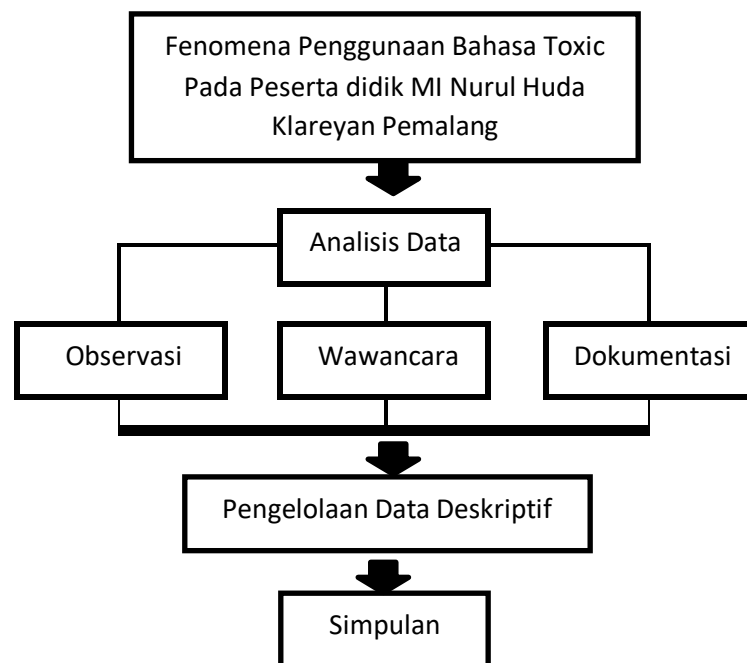 Fenomena Penggunaan Bahasa Toxic
Pada Peserta didik MI Nurul Huda
Klareyan Pemalang
Analisis Data
Observasi
Wawancara
Dokumentasi
Pengelolaan Data Deskriptif
Simpulan